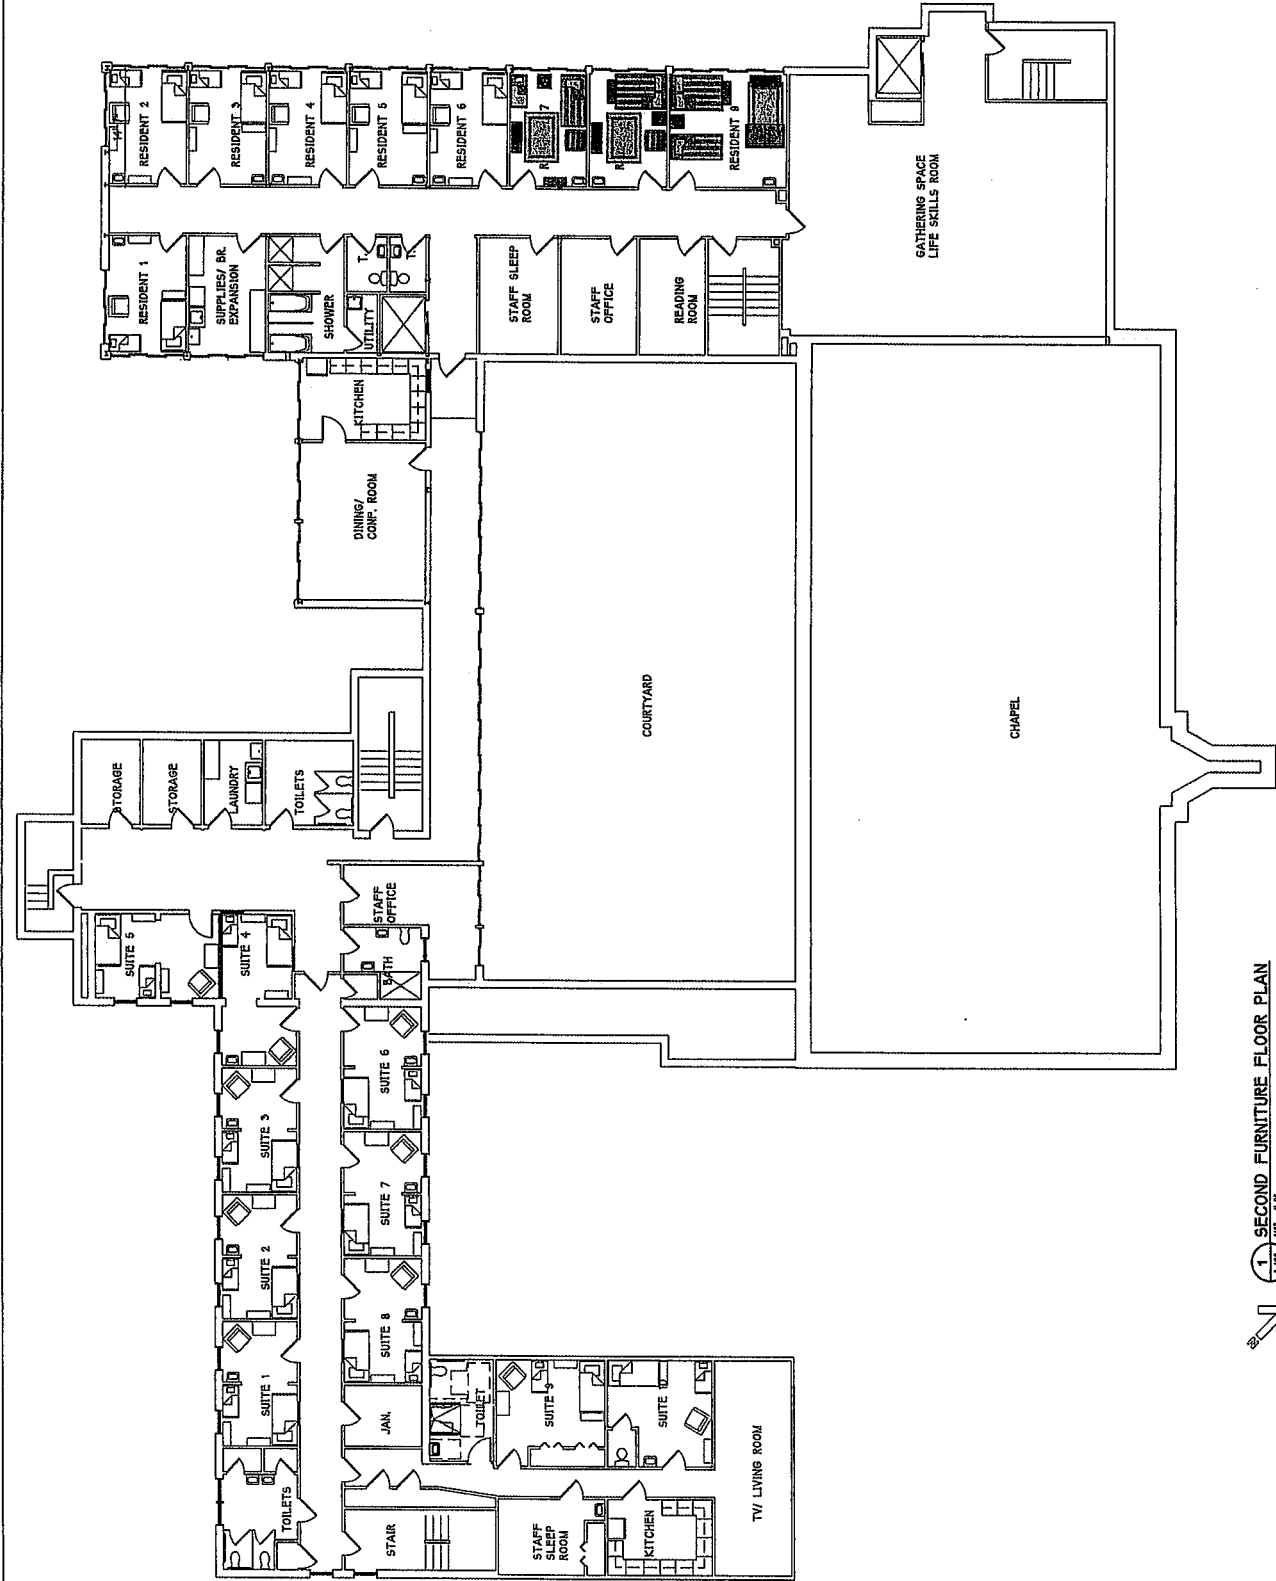 RESIDENT 2
RESIDENT 3
RESIDENT 4
RESIDENT 5
RESIDENT 6
R 7
R
RESIDENT 9
RESIDENT 1
SUPPLIES/ BR.
EXPANSION
SHOWER
T.
T.
UTILITY
STAFF SLEEP
ROOM
STAFF
OFFICE
READING
ROOM
GATHERING SPACE
LIFE SKILLS ROOM
KITCHEN
DINING/
CONF. ROOM
COURTYARD
CHAPEL
STORAGE
STORAGE
LAUNDRY
TOILETS
STAFF
OFFICE
BATH
SUITE 5
SUITE 4
SUITE 3
SUITE 2
SUITE 1
SUITE 6
SUITE 7
SUITE 8
JAN.
TOILETS
STAIR
TOILET
SUITE 9
SUITE 10
STAFF
SLEEP
ROOM
KITCHEN
TV/ LIVING ROOM
1
SECOND FURNITURE FLOOR PLAN